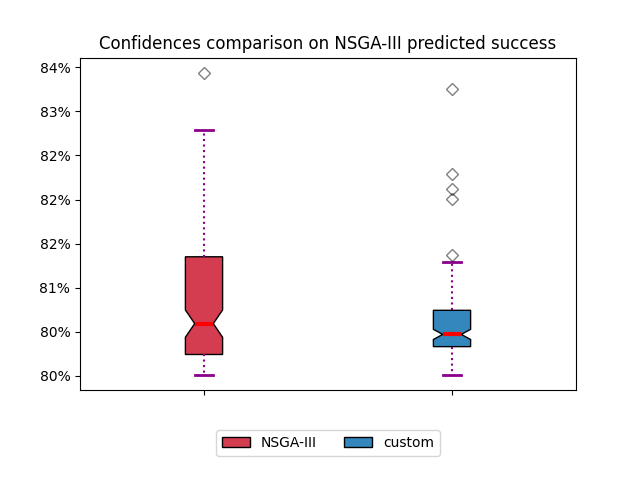 Confidences comparison on NSGA-III predicted success
84%
83%
82%
82%
82%
81%
80%
80%
NSGA-III
custom